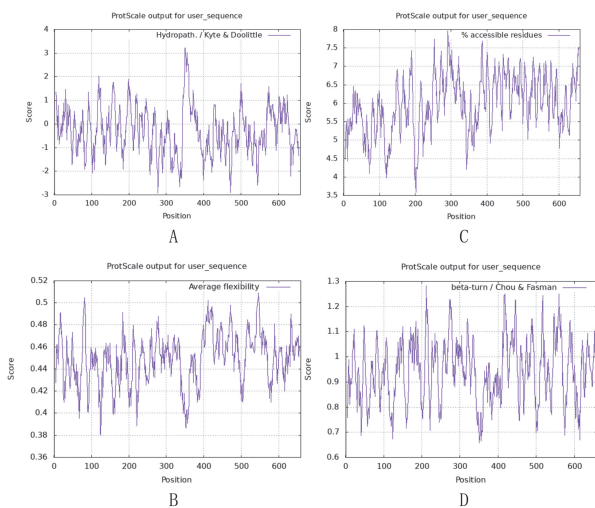 ProtScale output for user_sequence
Hydropath. / Kyte & Doolittle
4
3
2
1
0
-1
-2
-3
Score
0 100 200 300 400 500 600
Position
A
ProtScale output for user_sequence
% accessible residues
8
7.5
7
6.5
6
5.5
5
4.5
4
3.5
Score
0 100 200 300 400 500 600
Position
C
ProtScale output for user_sequence
Average flexibility
0.52
0.5
0.48
0.46
0.44
0.42
0.4
0.38
0.36
Score
0 100 200 300 400 500 600
Position
B
ProtScale output for user_sequence
beta-turn / Chou & Fasman
1.3
1.2
1.1
1
0.9
0.8
0.7
0.6
Score
0 100 200 300 400 500 600
Position
D